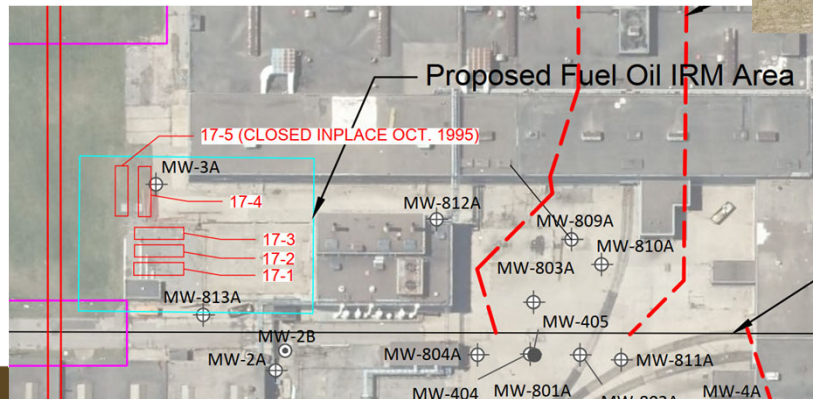 Proposed Fuel Oil IRM Area
17-5 (CLOSED INPLACE OCT. 1995)
MW-3A
17-4
MW-812A
MW-809A
17-3
MW-810A
17-2
MW-803A
17-1
MW-813A
MW-405
MW-2B
MW-2A
MW-804A
MW-811A
MW-404
MW-801A
MW-802A
MW-4A